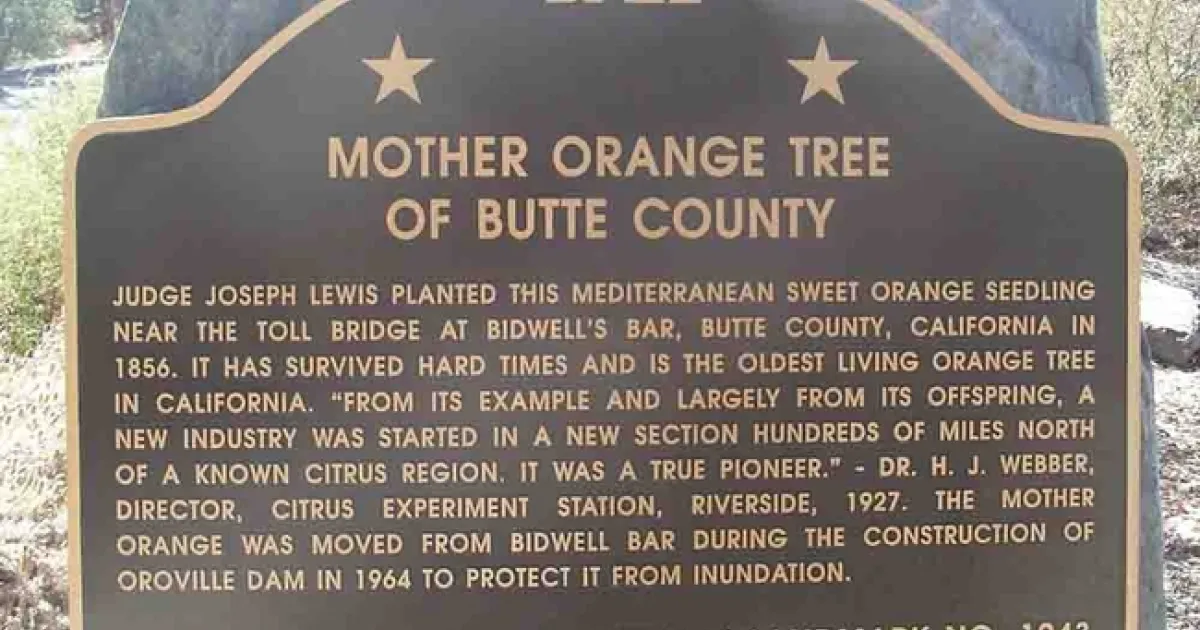 MOTHER ORANGE TREE
OF BUTTE COUNTY
JUDGE JOSEPH LEWIS PLANTED THIS MEDITERRANEAN SWEET ORANGE SEEDLING
NEAR THE TOLL BRIDGE AT BIDWELL'S BAR, BUTTE COUNTY, CALIFORNIA IN
1856. IT HAS SURVIVED HARD TIMES AND IS THE OLDEST LIVING ORANGE TREE
IN CALIFORNIA. “FROM ITS EXAMPLE AND LARGELY FROM ITS OFFSPRING, A
NEW INDUSTRY WAS STARTED IN A NEW SECTION HUNDREDS OF MILES NORTH
OF A KNOWN CITRUS REGION. IT WAS A TRUE PIONEER.” - DR. H. J. WEBBER,
DIRECTOR, CITRUS EXPERIMENT STATION, RIVERSIDE, 1927. THE MOTHER
ORANGE WAS MOVED FROM BIDWELL BAR DURING THE CONSTRUCTION OF
OROVILLE DAM IN 1964 TO PROTECT IT FROM INUNDATION.
NO. 1043